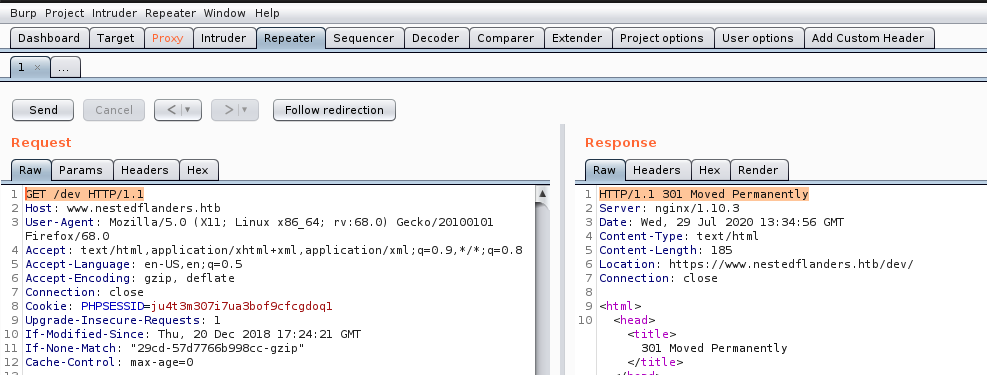 Burp Project Intruder Repeater Window Help
Dashboard Target Proxy Intruder Repeater Sequencer Decoder Comparer Extender Project options User options Add Custom Header
1 × ...
Send Cancel < ▾ > ▾ Follow redirection
Request
Raw Params Headers Hex
1 GET /dev HTTP/1.1
2 Host: www.nestedflanders.htb
3 User-Agent: Mozilla/5.0 (X11; Linux x86_64; rv:68.0) Gecko/20100101
Firefox/68.0
4 Accept: text/html,application/xhtml+xml,application/xml;q=0.9,*/*;q=0.8
5 Accept-Language: en-US,en;q=0.5
6 Accept-Encoding: gzip, deflate
7 Connection: close
8 Cookie: PHPSESSID=ju4t3m307i7ua3bof9cfcgdoq1
9 Upgrade-Insecure-Requests: 1
10 If-Modified-Since: Thu, 20 Dec 2018 17:24:21 GMT
11 If-None-Match: "29cd-57d7766b998cc-gzip"
12 Cache-Control: max-age=0
Response
Raw Headers Hex Render
1 HTTP/1.1 301 Moved Permanently
2 Server: nginx/1.10.3
3 Date: Wed, 29 Jul 2020 13:34:56 GMT
4 Content-Type: text/html
5 Content-Length: 185
6 Location: https://www.nestedflanders.htb/dev/
7 Connection: close
8
9 <html>
10 <head>
<title>
301 Moved Permanently
</title>